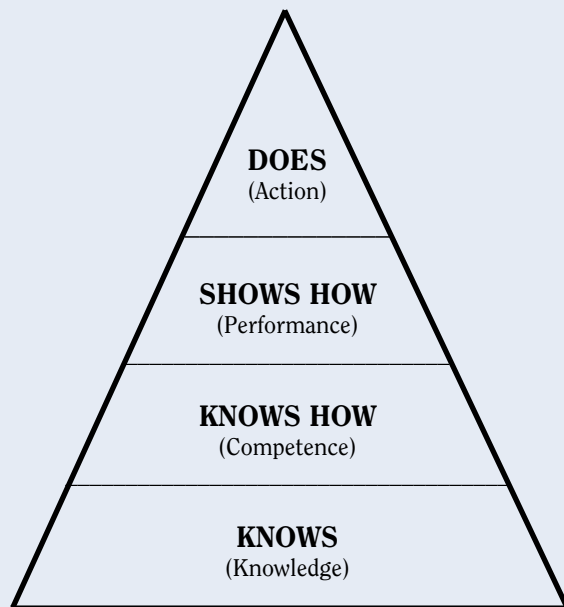 DOES
(Action)
SHOWS HOW
(Performance)
KNOWS HOW
(Competence)
KNOWS
(Knowledge)